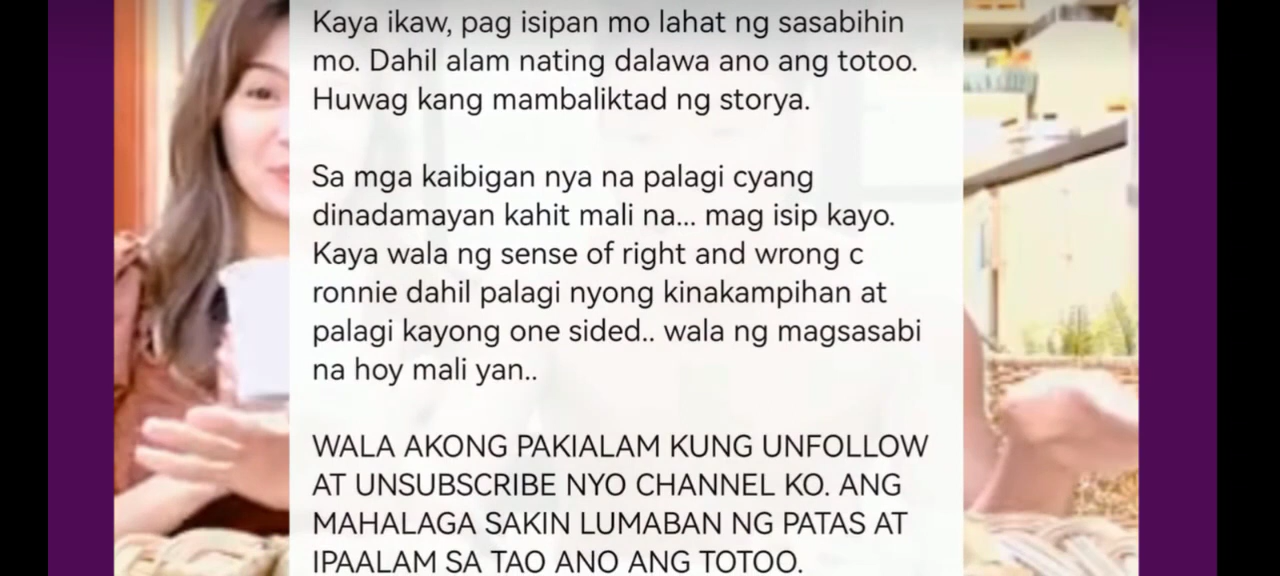 Kaya ikaw, pag isipan mo lahat ng sasabihin
mo. Dahil alam nating dalawa ano ang totoo.
Huwag kang mambaliktad ng storya.
Sa mga kaibigan nya na palagi cyang
dinadamayan kahit mali na... mag isip kayo.
Kaya wala ng sense of right and wrong c
ronnie dahil palagi nyong kinakampihan at
palagi kayong one sided.. wala ng magsasabi
na hoy mali yan..
WALA AKONG PAKIALAM KUNG UNFOLLOW
AT UNSUBSCRIBE NYO CHANNEL KO. ANG
MAHALAGA SAKIN LUMABAN NG PATAS AT
IPAALAM SA TAO ANO ANG TOTOO.